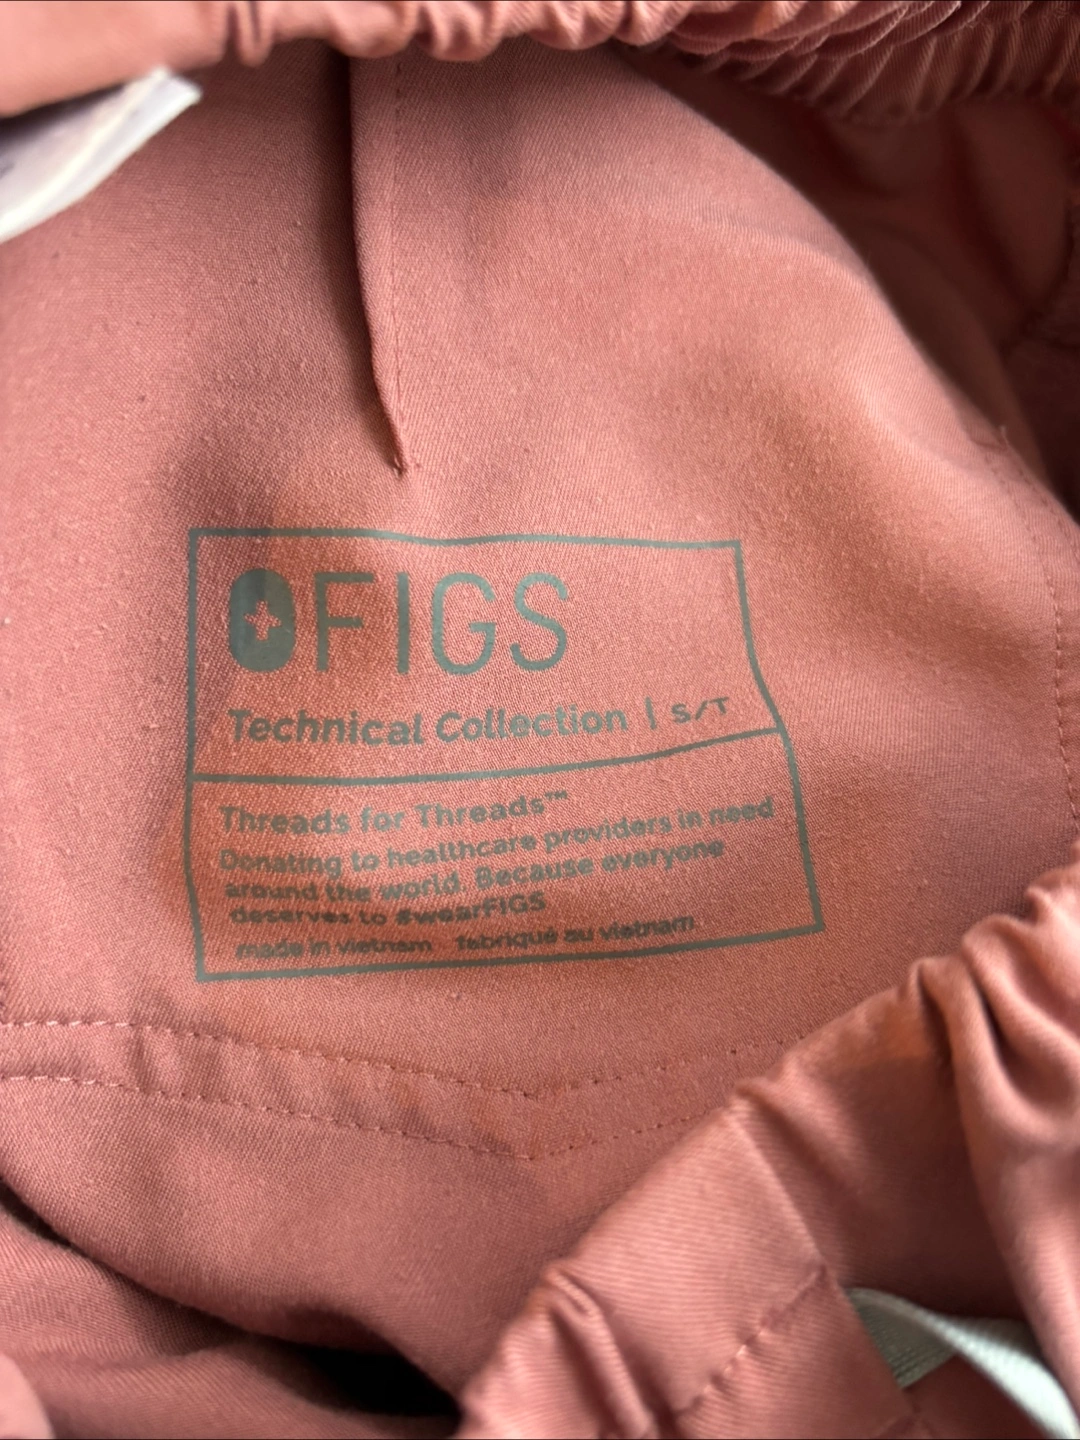 FIGS
Technical Collection | S/T
Threads for Threads™
Donating to healthcare providers in need
around the world. Because everyone
deserves to #wearFIGS
made in vietnam fabriqué au vietnam